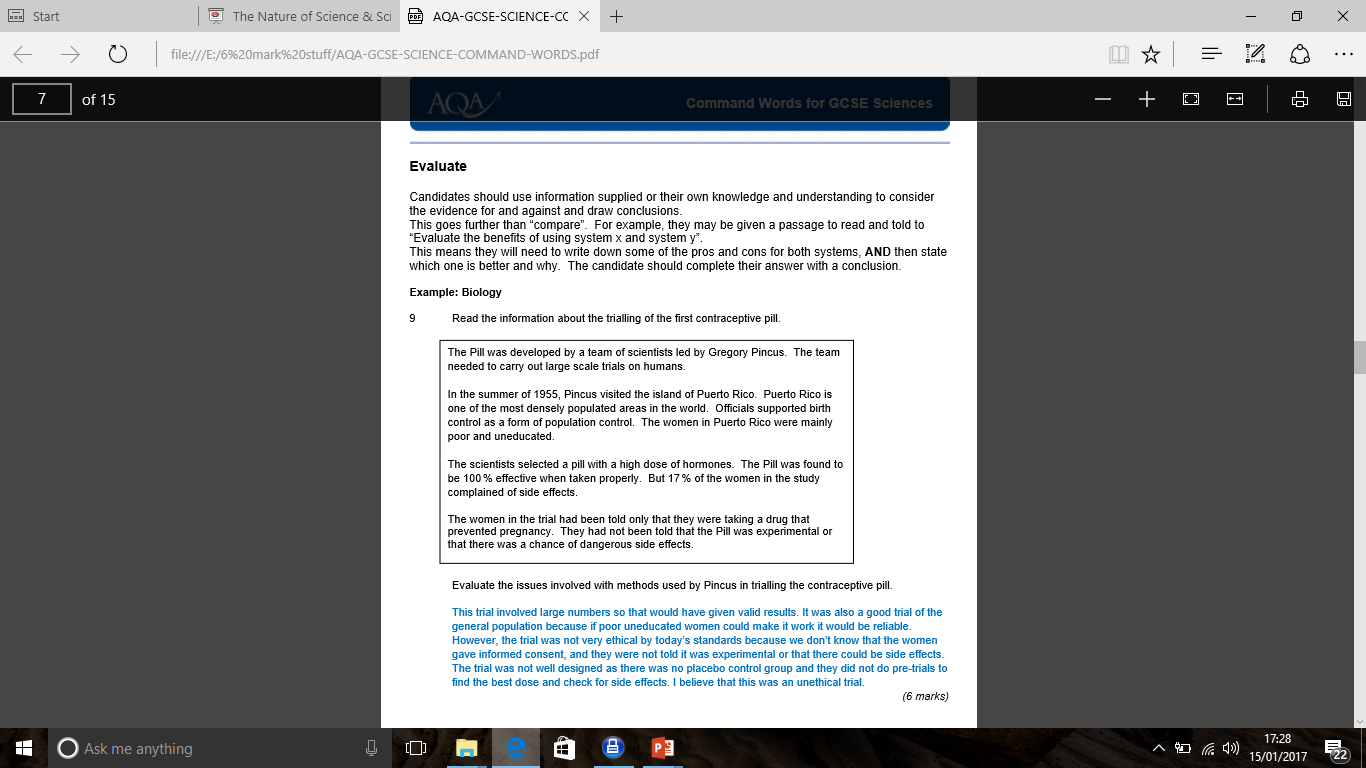 Start
The Nature of Science & Sci
AQA-GCSE-SCIENCE-CC
file:///E:/6%20mark%20stuff/AQA-GCSE-SCIENCE-COMMAND-WORDS.pdf
7 of 15
AQA
Command Words for GCSE Sciences
Evaluate
Candidates should use information supplied or their own knowledge and understanding to consider
the evidence for and against and draw conclusions.
This goes further than “compare”. For example, they may be given a passage to read and told to
“Evaluate the benefits of using system x and system y”.
This means they will need to write down some of the pros and cons for both systems, AND then state
which one is better and why. The candidate should complete their answer with a conclusion.
Example: Biology
9 Read the information about the trialling of the first contraceptive pill.
The Pill was developed by a team of scientists led by Gregory Pincus. The team
needed to carry out large scale trials on humans.
In the summer of 1955, Pincus visited the island of Puerto Rico. Puerto Rico is
one of the most densely populated areas in the world. Officials supported birth
control as a form of population control. The women in Puerto Rico were mainly
poor and uneducated.
The scientists selected a pill with a high dose of hormones. The Pill was found to
be 100 % effective when taken properly. But 17 % of the women in the study
complained of side effects.
The women in the trial had been told only that they were taking a drug that
prevented pregnancy. They had not been told that the Pill was experimental or
that there was a chance of dangerous side effects.
Evaluate the issues involved with methods used by Pincus in trialling the contraceptive pill.
This trial involved large numbers so that would have given valid results. It was also a good trial of the
general population because if poor uneducated women could make it work it would be reliable.
However, the trial was not very ethical by today’s standards because we don’t know that the women
gave informed consent, and they were not told it was experimental or that there could be side effects.
The trial was not well designed as there was no placebo control group and they did not do pre-trials to
find the best dose and check for side effects. I believe that this was an unethical trial.
(6 marks)
Ask me anything
17:28
15/01/2017
22